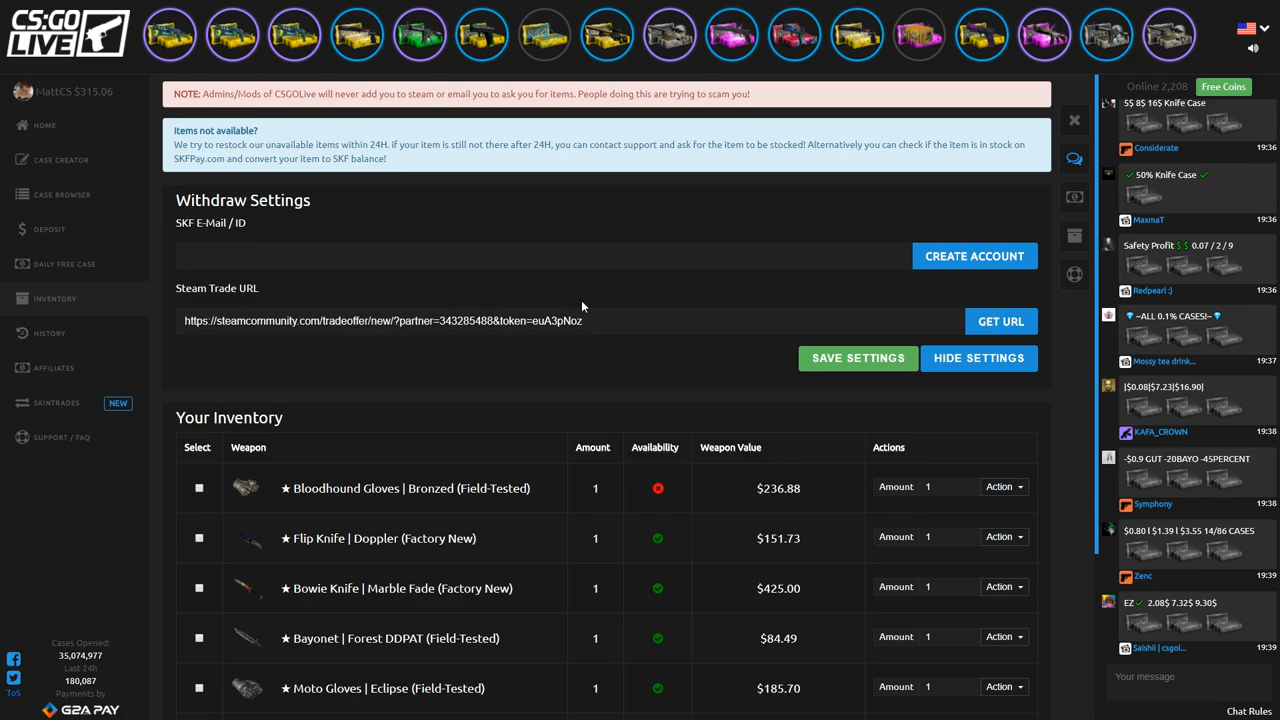 CS:GO
LIVE
MattCS $315.06
HOME
CASE CREATOR
CASE BROWSER
DEPOSIT
DAILY FREE CASE
INVENTORY
HISTORY
AFFILIATES
SKINTRADES NEW
SUPPORT / FAQ
Cases Opened:
35,074,977
Last 24h
180,087
ToS
Payments by
G2A PAY
NOTE: Admins/Mods of CSGOLive will never add you to steam or email you to ask you for items. People doing this are trying to scam you!
Items not available?
We try to restock our unavailable items within 24H. if your item is still not there after 24H, you can contact support and ask for the item to be stocked! Alternatively you can check if the item is in stock on
SKFPay.com and convert your item to SKF balance!
Withdraw Settings
SKF E-Mail / ID
CREATE ACCOUNT
Steam Trade URL
https://steamcommunity.com/tradeoffer/new/?partner=343285488&token=euA3pNoz
GET URL
SAVE SETTINGS HIDE SETTINGS
Your Inventory
Select Weapon Amount Availability Weapon Value Actions
★ Bloodhound Gloves | Bronzed (Field-Tested) 1 $236.88 Amount 1 Action
★ Flip Knife | Doppler (Factory New) 1 $151.73 Amount 1 Action
★ Bowie Knife | Marble Fade (Factory New) 1 $425.00 Amount 1 Action
★ Bayonet | Forest DDPAT (Field-Tested) 1 $84.49 Amount 1 Action
★ Moto Gloves | Eclipse (Field-Tested) 1 $185.70 Amount 1 Action
Online 2,208 Free Coins
5$ 8$ 16$ Knife Case
Considerate 19:36
50% Knife Case
MaxmaT 19:36
Safety Profit 💲💲 0.07 / 2 / 9
Redpearl :) 19:36
~ALL 0.1% CASES!~
Mossy tea drink... 19:37
|$0.08|$7.23|$16.90|
KAFA_CROWN 19:38
-$0.9 GUT -20BAYO -45PERCENT
Symphony 19:38
$0.80 l $1.39 l $3.55 14/86 CASES
Zenc 19:39
EZ 2.08$ 7.32$ 9.30$
Saishii | csgol... 19:39
Your message
Chat Rules